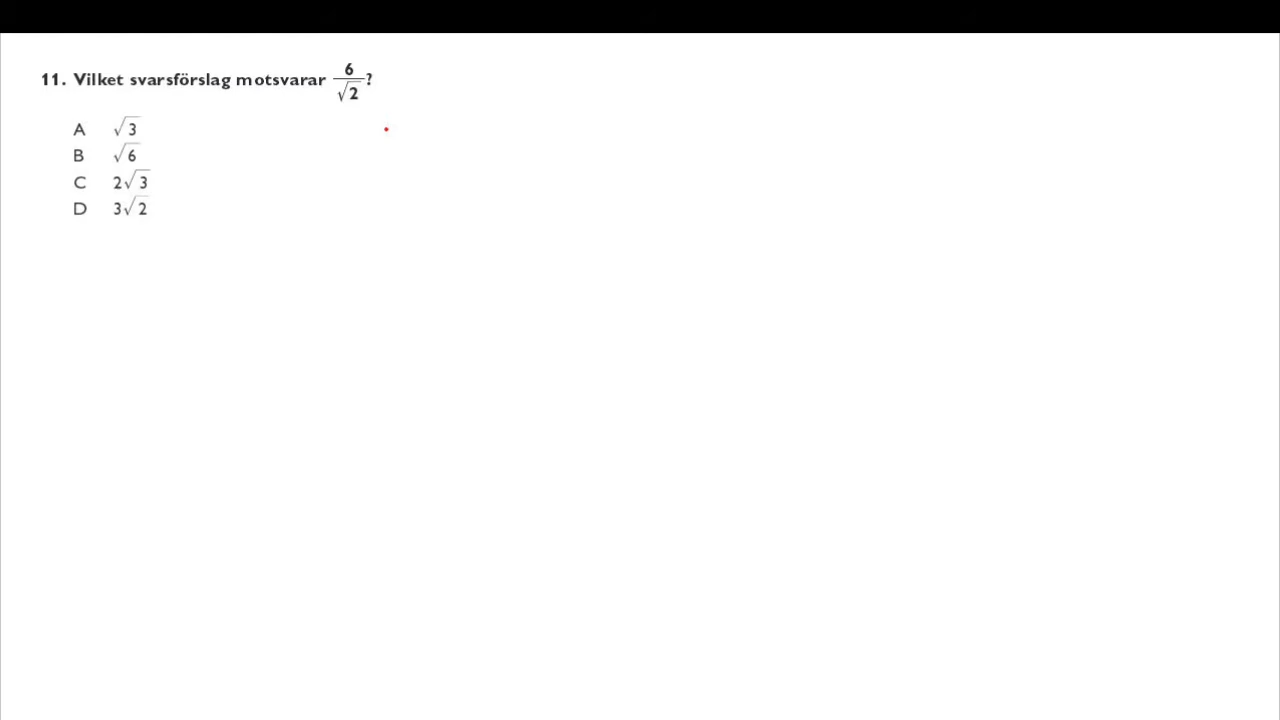 11. Vilket svarsförslag motsvarar 6/√2?
A √3
B √6
C 2√3
D 3√2